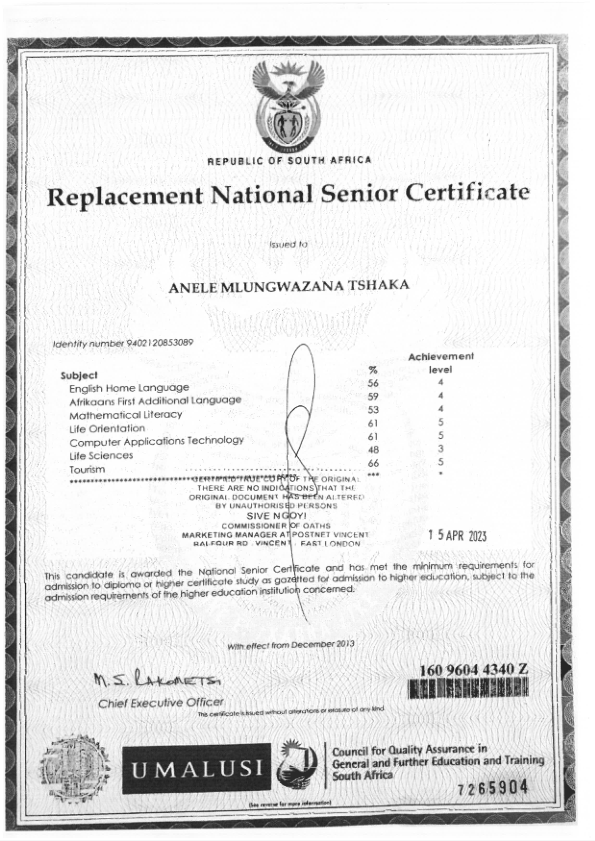 REPUBLIC OF SOUTH AFRICA
Replacement National Senior Certificate
Issued to
ANELE MLUNGWAZANA TSHAKA
Identity number 9402120853089
Subject % Achievement level
English Home Language 56 4
Afrikaans First Additional Language 59 4
Mathematical Literacy 53 4
Life Orientation 61 5
Computer Applications Technology 61 5
Life Sciences 48 3
Tourism 66 5
*** *
CERTIFIED TRUE COPY OF THE ORIGINAL
THERE ARE NO INDICATIONS THAT THE
ORIGINAL DOCUMENT HAS BEEN ALTERED
BY UNAUTHORISED PERSONS
SIVE NGOYI
COMMISSIONER OF OATHS
MARKETING MANAGER AT POSTNET VINCENT
BALFOUR RD, VINCENT, EAST LONDON
15 APR 2023
This candidate is awarded the National Senior Certificate and has met the minimum requirements for
admission to diploma or higher certificate study as gazetted for admission to higher education, subject to the
admission requirements of the higher education institution concerned.
With effect from December 2013
M. S. RAKOMETSI
160 9604 4340 Z
Chief Executive Officer
This certificate is issued without alterations or erasure of any kind
UMALUSI
Council for Quality Assurance in
General and Further Education and Training
South Africa
7265904
(See reverse for more information)